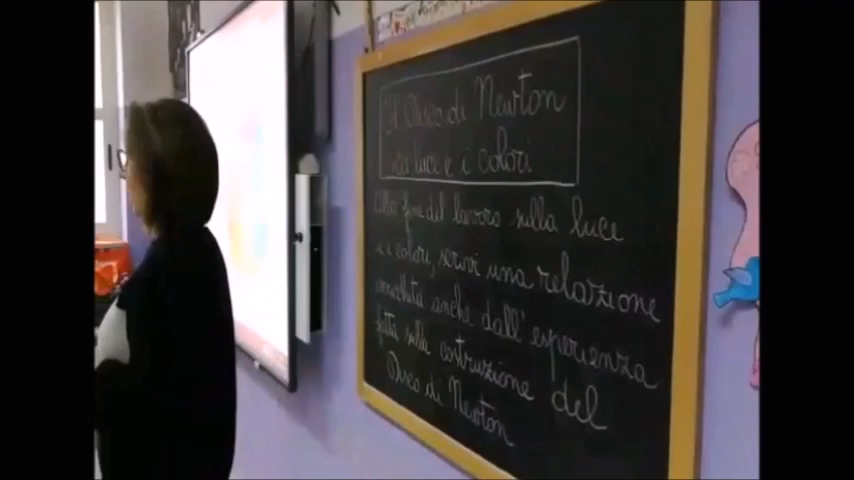 Il Disco di Newton
tra luce e i colori
Alla fine del lavoro sulla luce
e i colori, scrivi una relazione
arricchita anche dall'esperienza
fatta sulla costruzione del
Disco di Newton